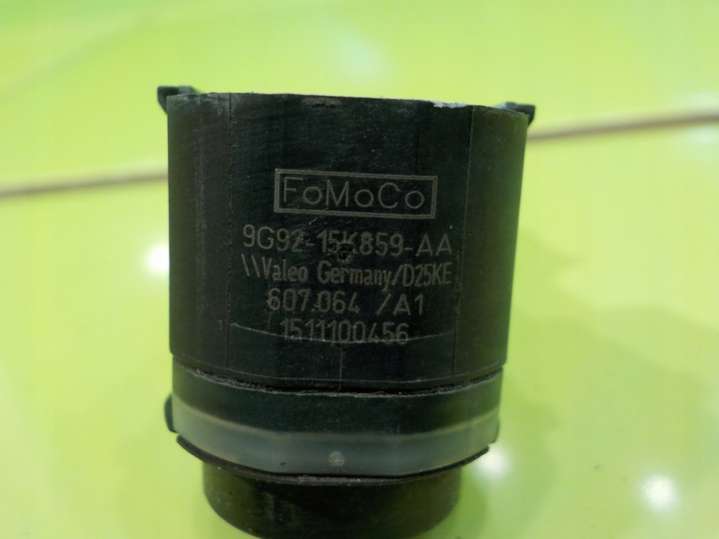 FoMoCo
9G92-15K859-AA
\\Valeo Germany/D25KE
607.064 /A1
1511100456